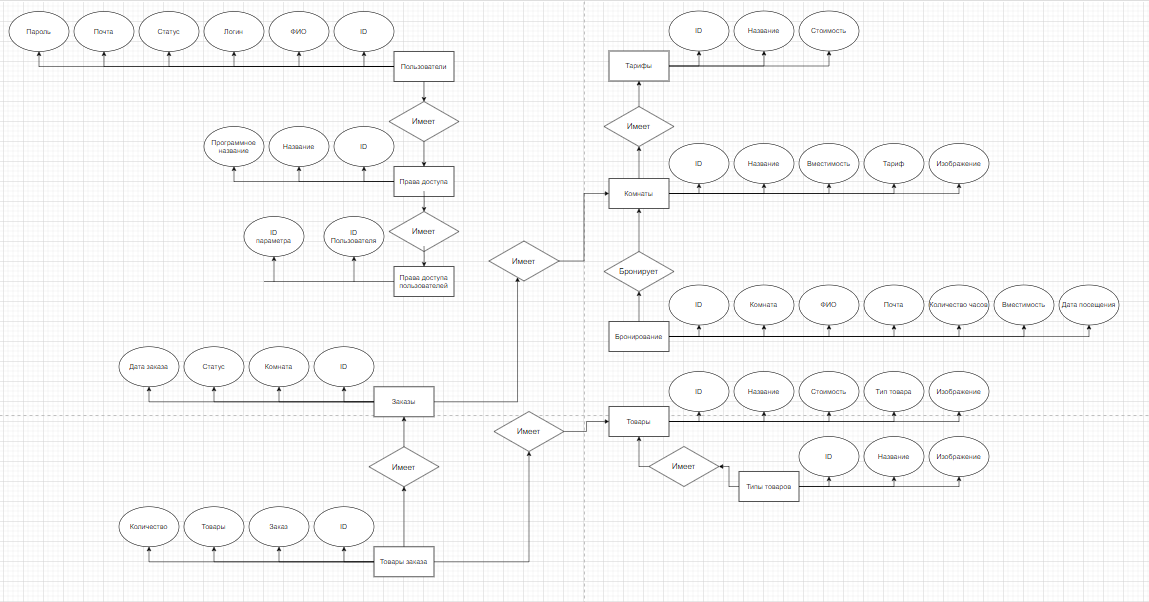 Пароль
Почта
Статус
Логин
ФИО
ID
Пользователи
Имеет
Программное
название
Название
ID
Права доступа
Имеет
ID
параметра
ID
Пользователя
Права доступа
пользователей
Имеет
Дата заказа
Статус
Комната
ID
Заказы
Имеет
Имеет
Количество
Товары
Заказ
ID
Товары заказа
ID
Название
Стоимость
Тарифы
Имеет
ID
Название
Вместимость
Тариф
Изображение
Комнаты
Бронирует
ID
Комната
ФИО
Почта
Количество часов
Вместимость
Дата посещения
Бронирование
ID
Название
Стоимость
Тип товара
Изображение
Товары
Имеет
ID
Название
Изображение
Типы товаров